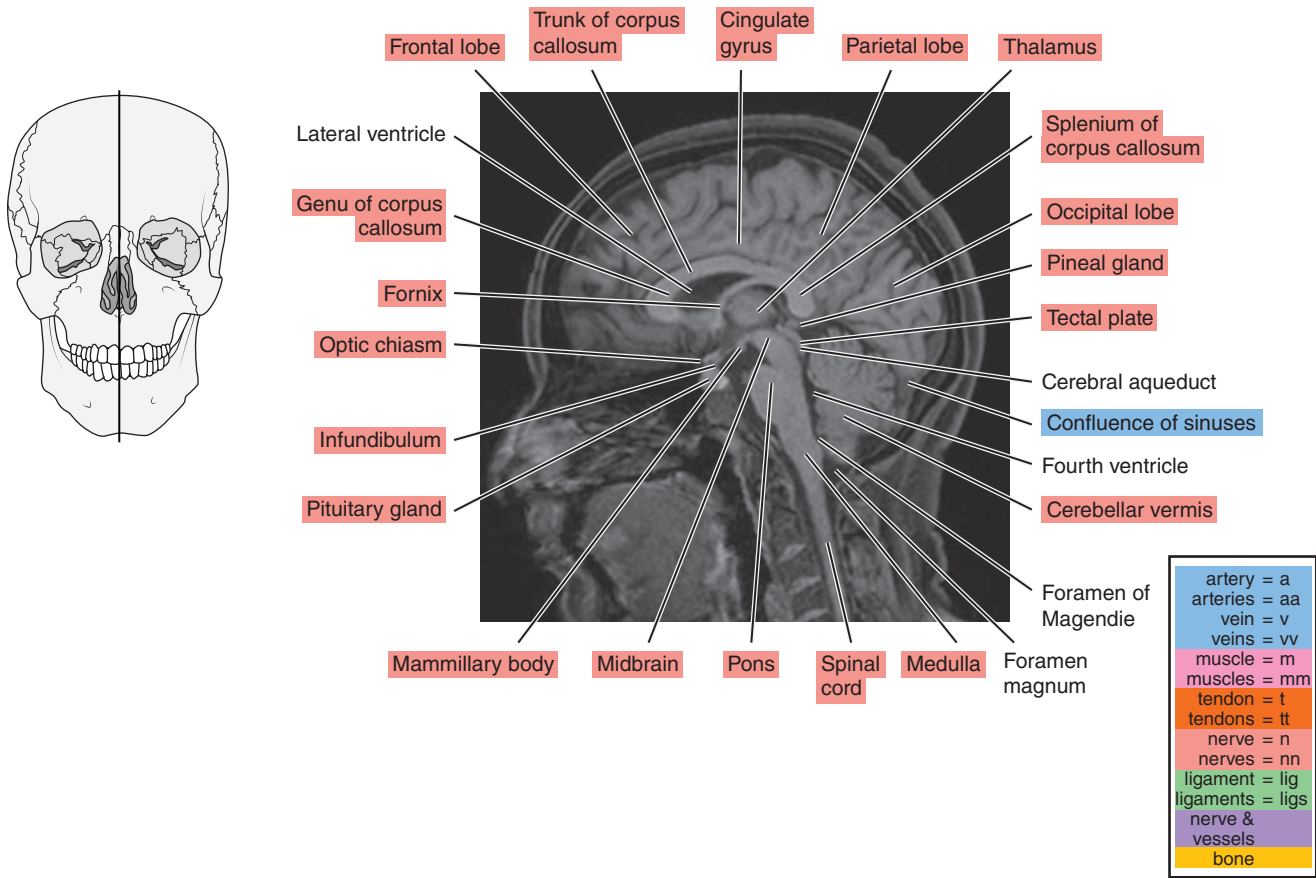 Frontal lobe
Trunk of corpus
callosum
Cingulate
gyrus
Parietal lobe
Thalamus
Lateral ventricle
Genu of corpus
callosum
Fornix
Optic chiasm
Infundibulum
Pituitary gland
Splenium of
corpus callosum
Occipital lobe
Pineal gland
Tectal plate
Cerebral aqueduct
Confluence of sinuses
Fourth ventricle
Cerebellar vermis
Foramen of
Magendie
Mammillary body
Midbrain
Pons
Spinal
cord
Medulla
Foramen
magnum
artery = a
arteries = aa
vein = v
veins = vv
muscle = m
muscles = mm
tendon = t
tendons = tt
nerve = n
nerves = nn
ligament = lig
ligaments = ligs
nerve &
vessels
bone